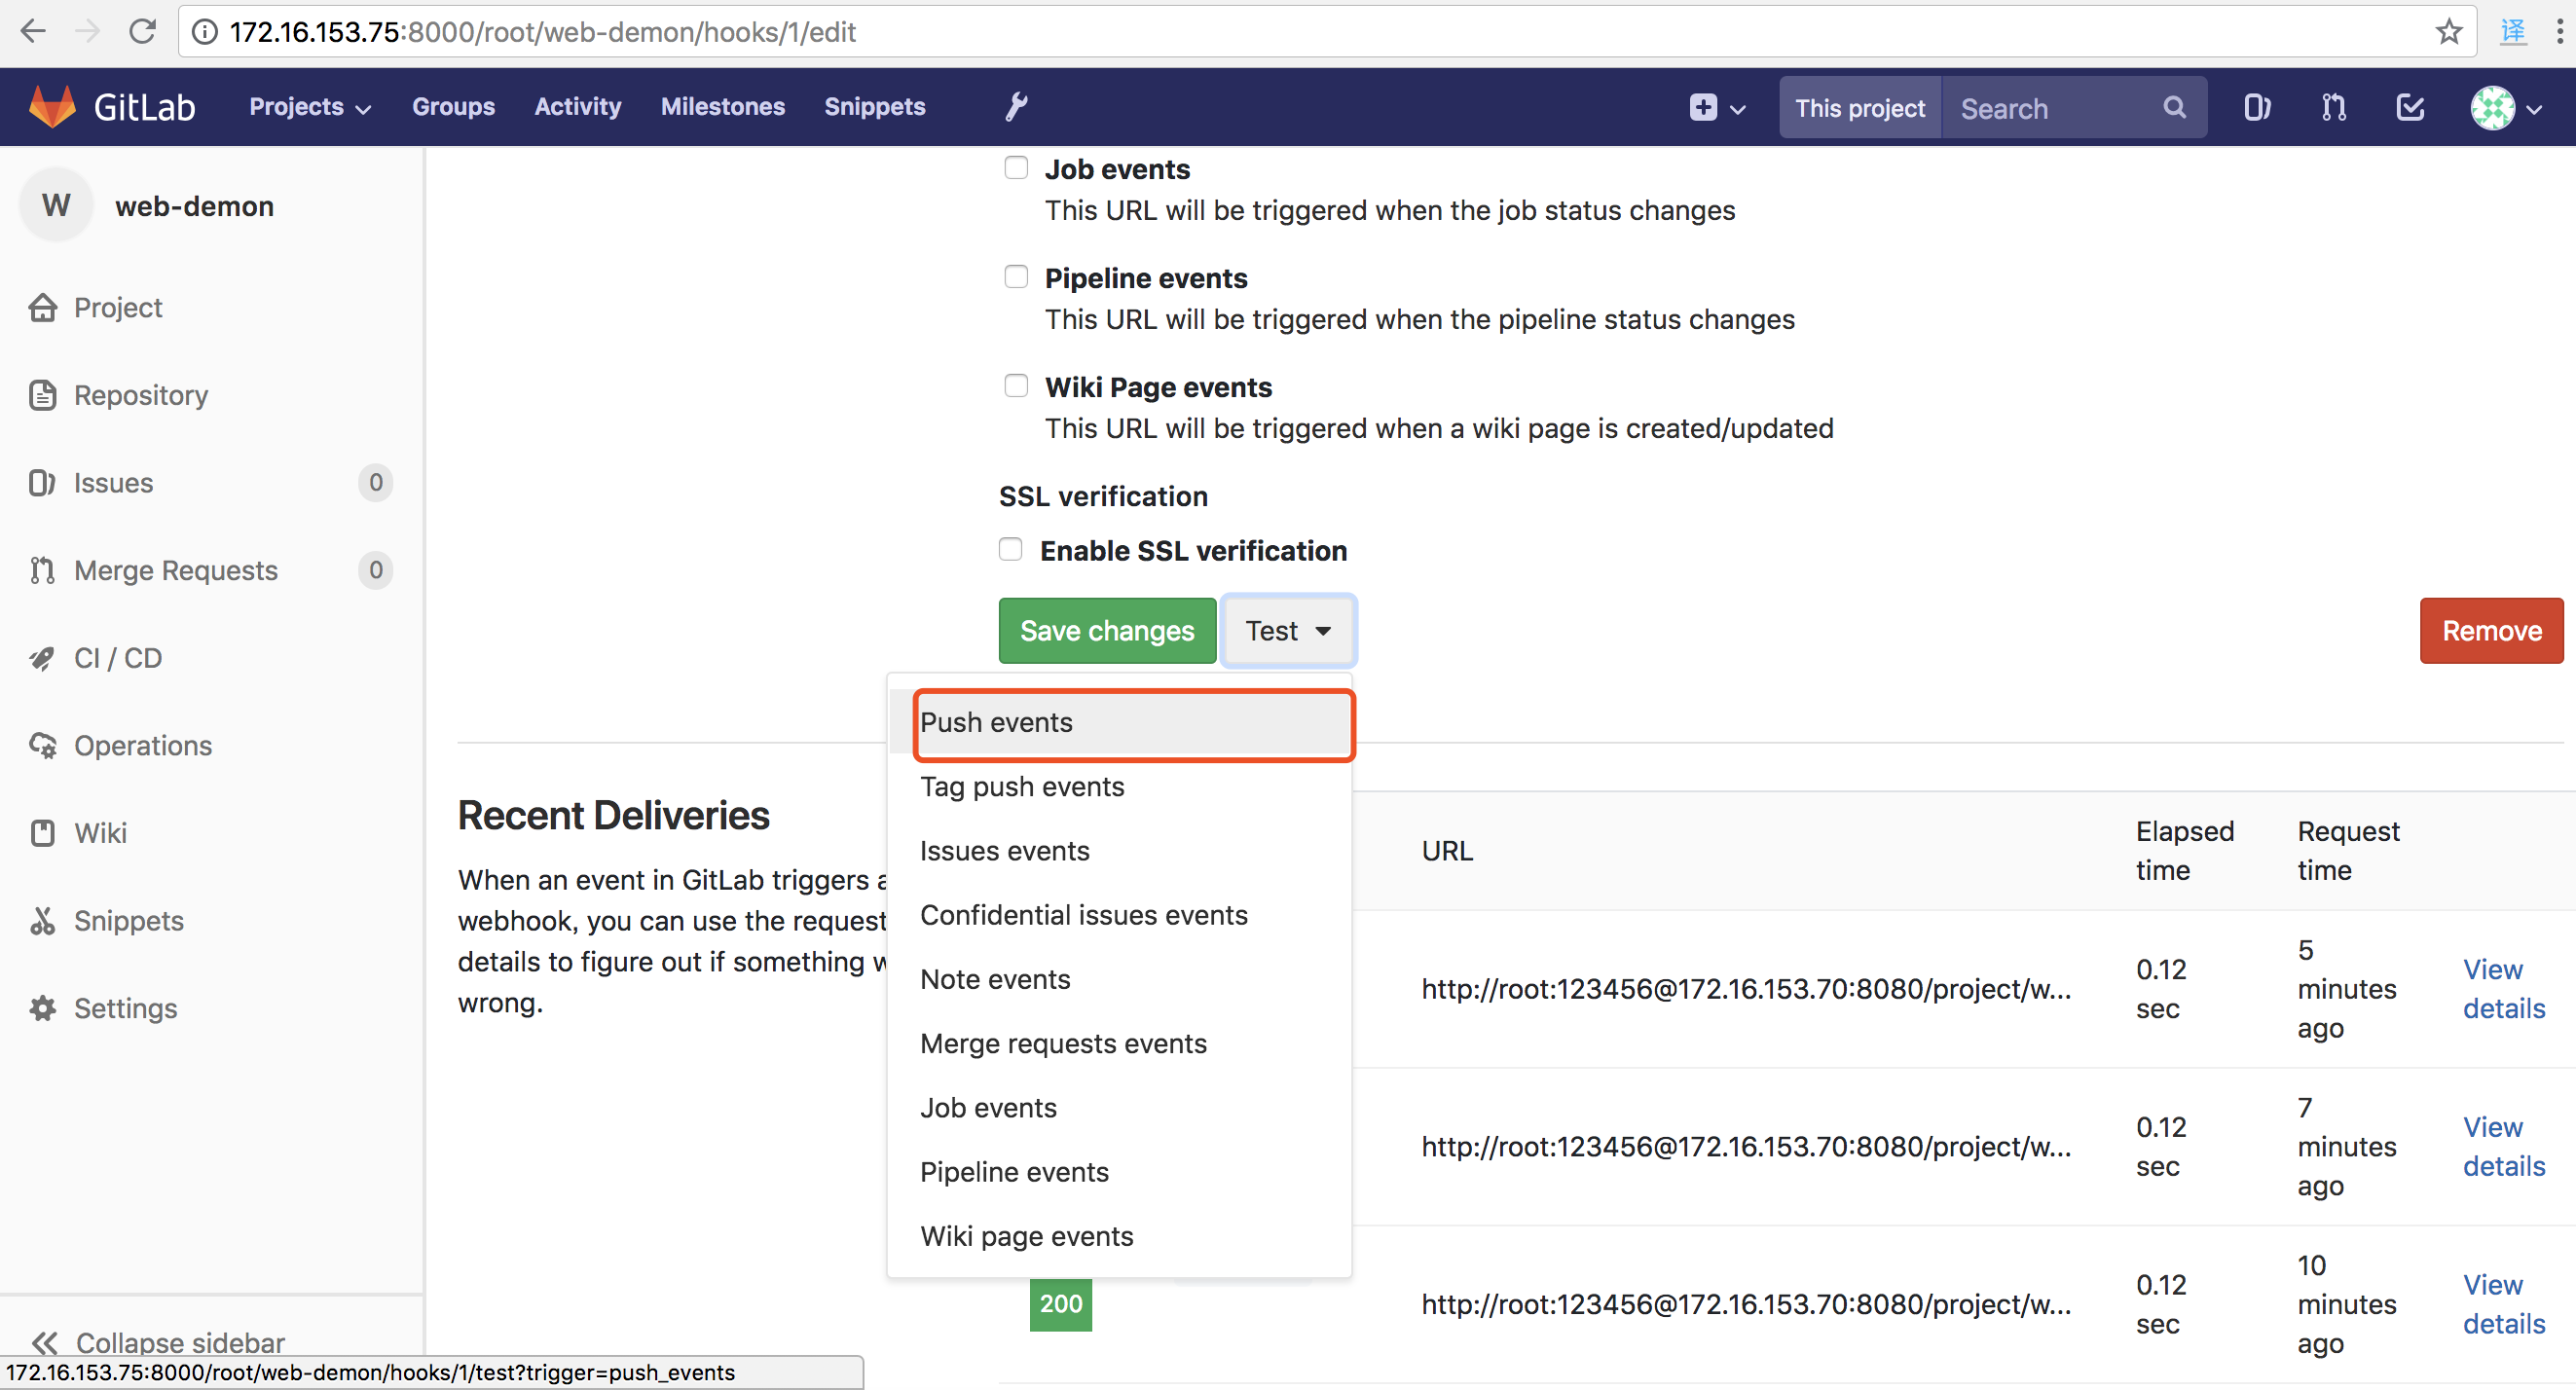 172.16.153.75:8000/root/web-demon/hooks/1/edit
译
GitLab Projects Groups Activity Milestones Snippets This project Search
W web-demon
Project
Repository
Issues 0
Merge Requests 0
CI / CD
Operations
Wiki
Snippets
Settings
Collapse sidebar
Job events
This URL will be triggered when the job status changes
Pipeline events
This URL will be triggered when the pipeline status changes
Wiki Page events
This URL will be triggered when a wiki page is created/updated
SSL verification
Enable SSL verification
Save changes Test Remove
Push events
Tag push events
Issues events
Confidential issues events
Note events
Merge requests events
Job events
Pipeline events
Wiki page events
Recent Deliveries
When an event in GitLab triggers a
webhook, you can use the request
details to figure out if something w
wrong.
URL
Elapsed
time
Request
time
http://root:123456@172.16.153.70:8080/project/w...
0.12
sec
5
minutes
ago
View
details
http://root:123456@172.16.153.70:8080/project/w...
0.12
sec
7
minutes
ago
View
details
200
http://root:123456@172.16.153.70:8080/project/w...
0.12
sec
10
minutes
ago
View
details
172.16.153.75:8000/root/web-demon/hooks/1/test?trigger=push_events